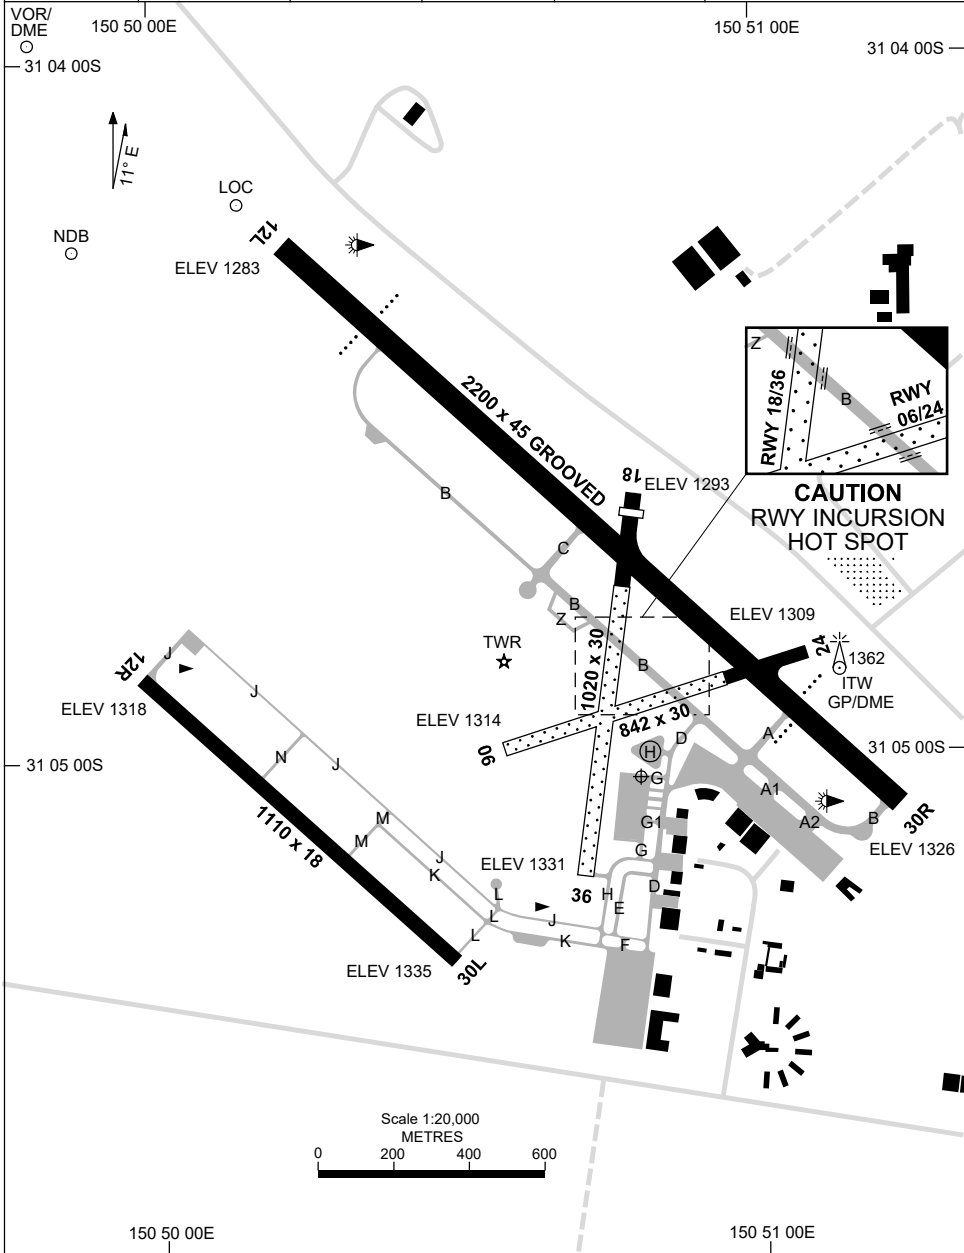 VOR/
DME
150 50 00E
150 51 00E
31 04 00S
31 04 00S
11° E
LOC
NDB
12L
ELEV 1283
2200 x 45 GROOVED
Z
B
RWY 18/36
RWY
06/24
CAUTION
RWY INCURSION
HOT SPOT
18
ELEV 1293
B
C
B
Z
ELEV 1309
TWR
1020 x 30
B
24
1362
ITW
GP/DME
J
12R
J
ELEV 1318
ELEV 1314
06
842 x 30
D
A
31 05 00S
31 05 00S
N
J
H
G
A1
A2
B
30R
1110 x 18
M
M
G1
ELEV 1326
J
K
ELEV 1331
G
36
H
D
E
L
L
J
L
K
F
ELEV 1335
30L
Scale 1:20,000
METRES
0 200 400 600
150 50 00E
150 51 00E